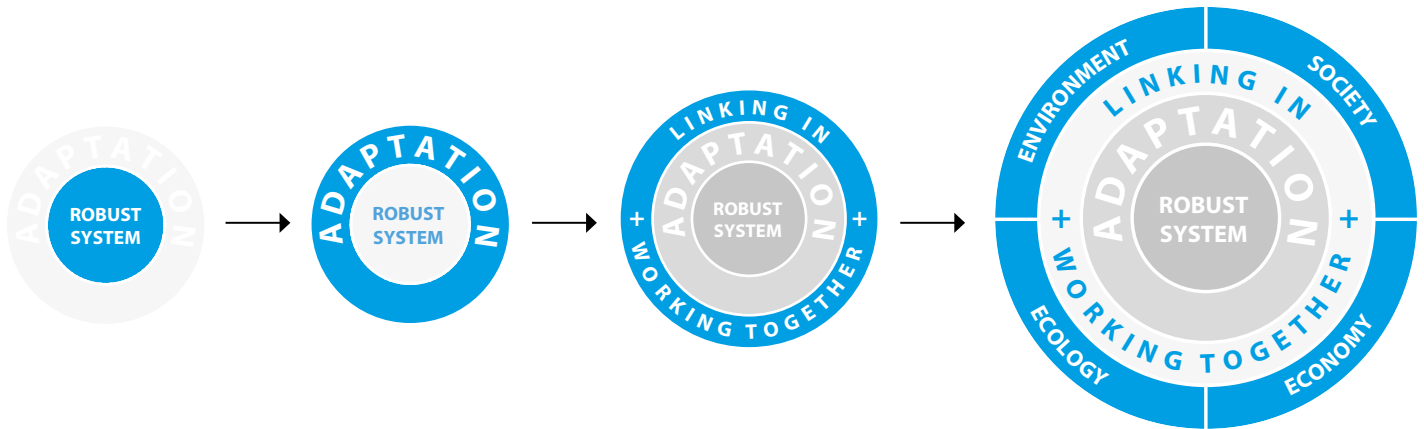 ADAPTATION
ROBUST
SYSTEM
ADAPTATION
ROBUST
SYSTEM
LINKING IN
ADAPTATION
ROBUST
SYSTEM
+ +
WORKING TOGETHER
ENVIRONMENT
SOCIETY
LINKING IN
ADAPTATION
ROBUST
SYSTEM
+ +
WORKING TOGETHER
ECOLOGY
ECONOMY